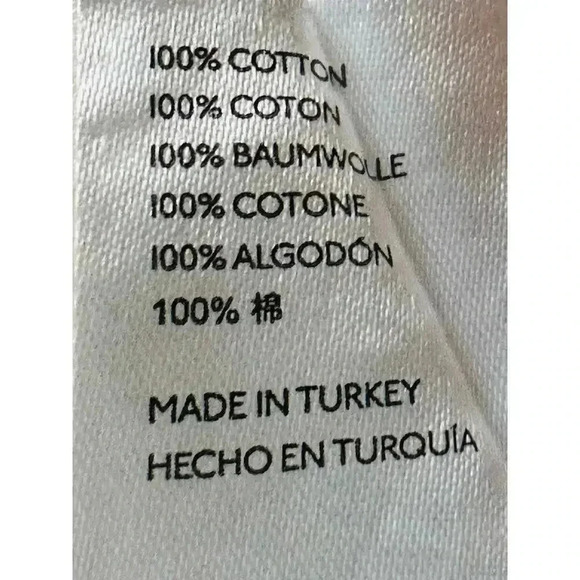 100% COTTON
100% COTON
100% BAUMWOLLE
100% COTONE
100% ALGODÓN
100% 棉
MADE IN TURKEY
HECHO EN TURQUÍA